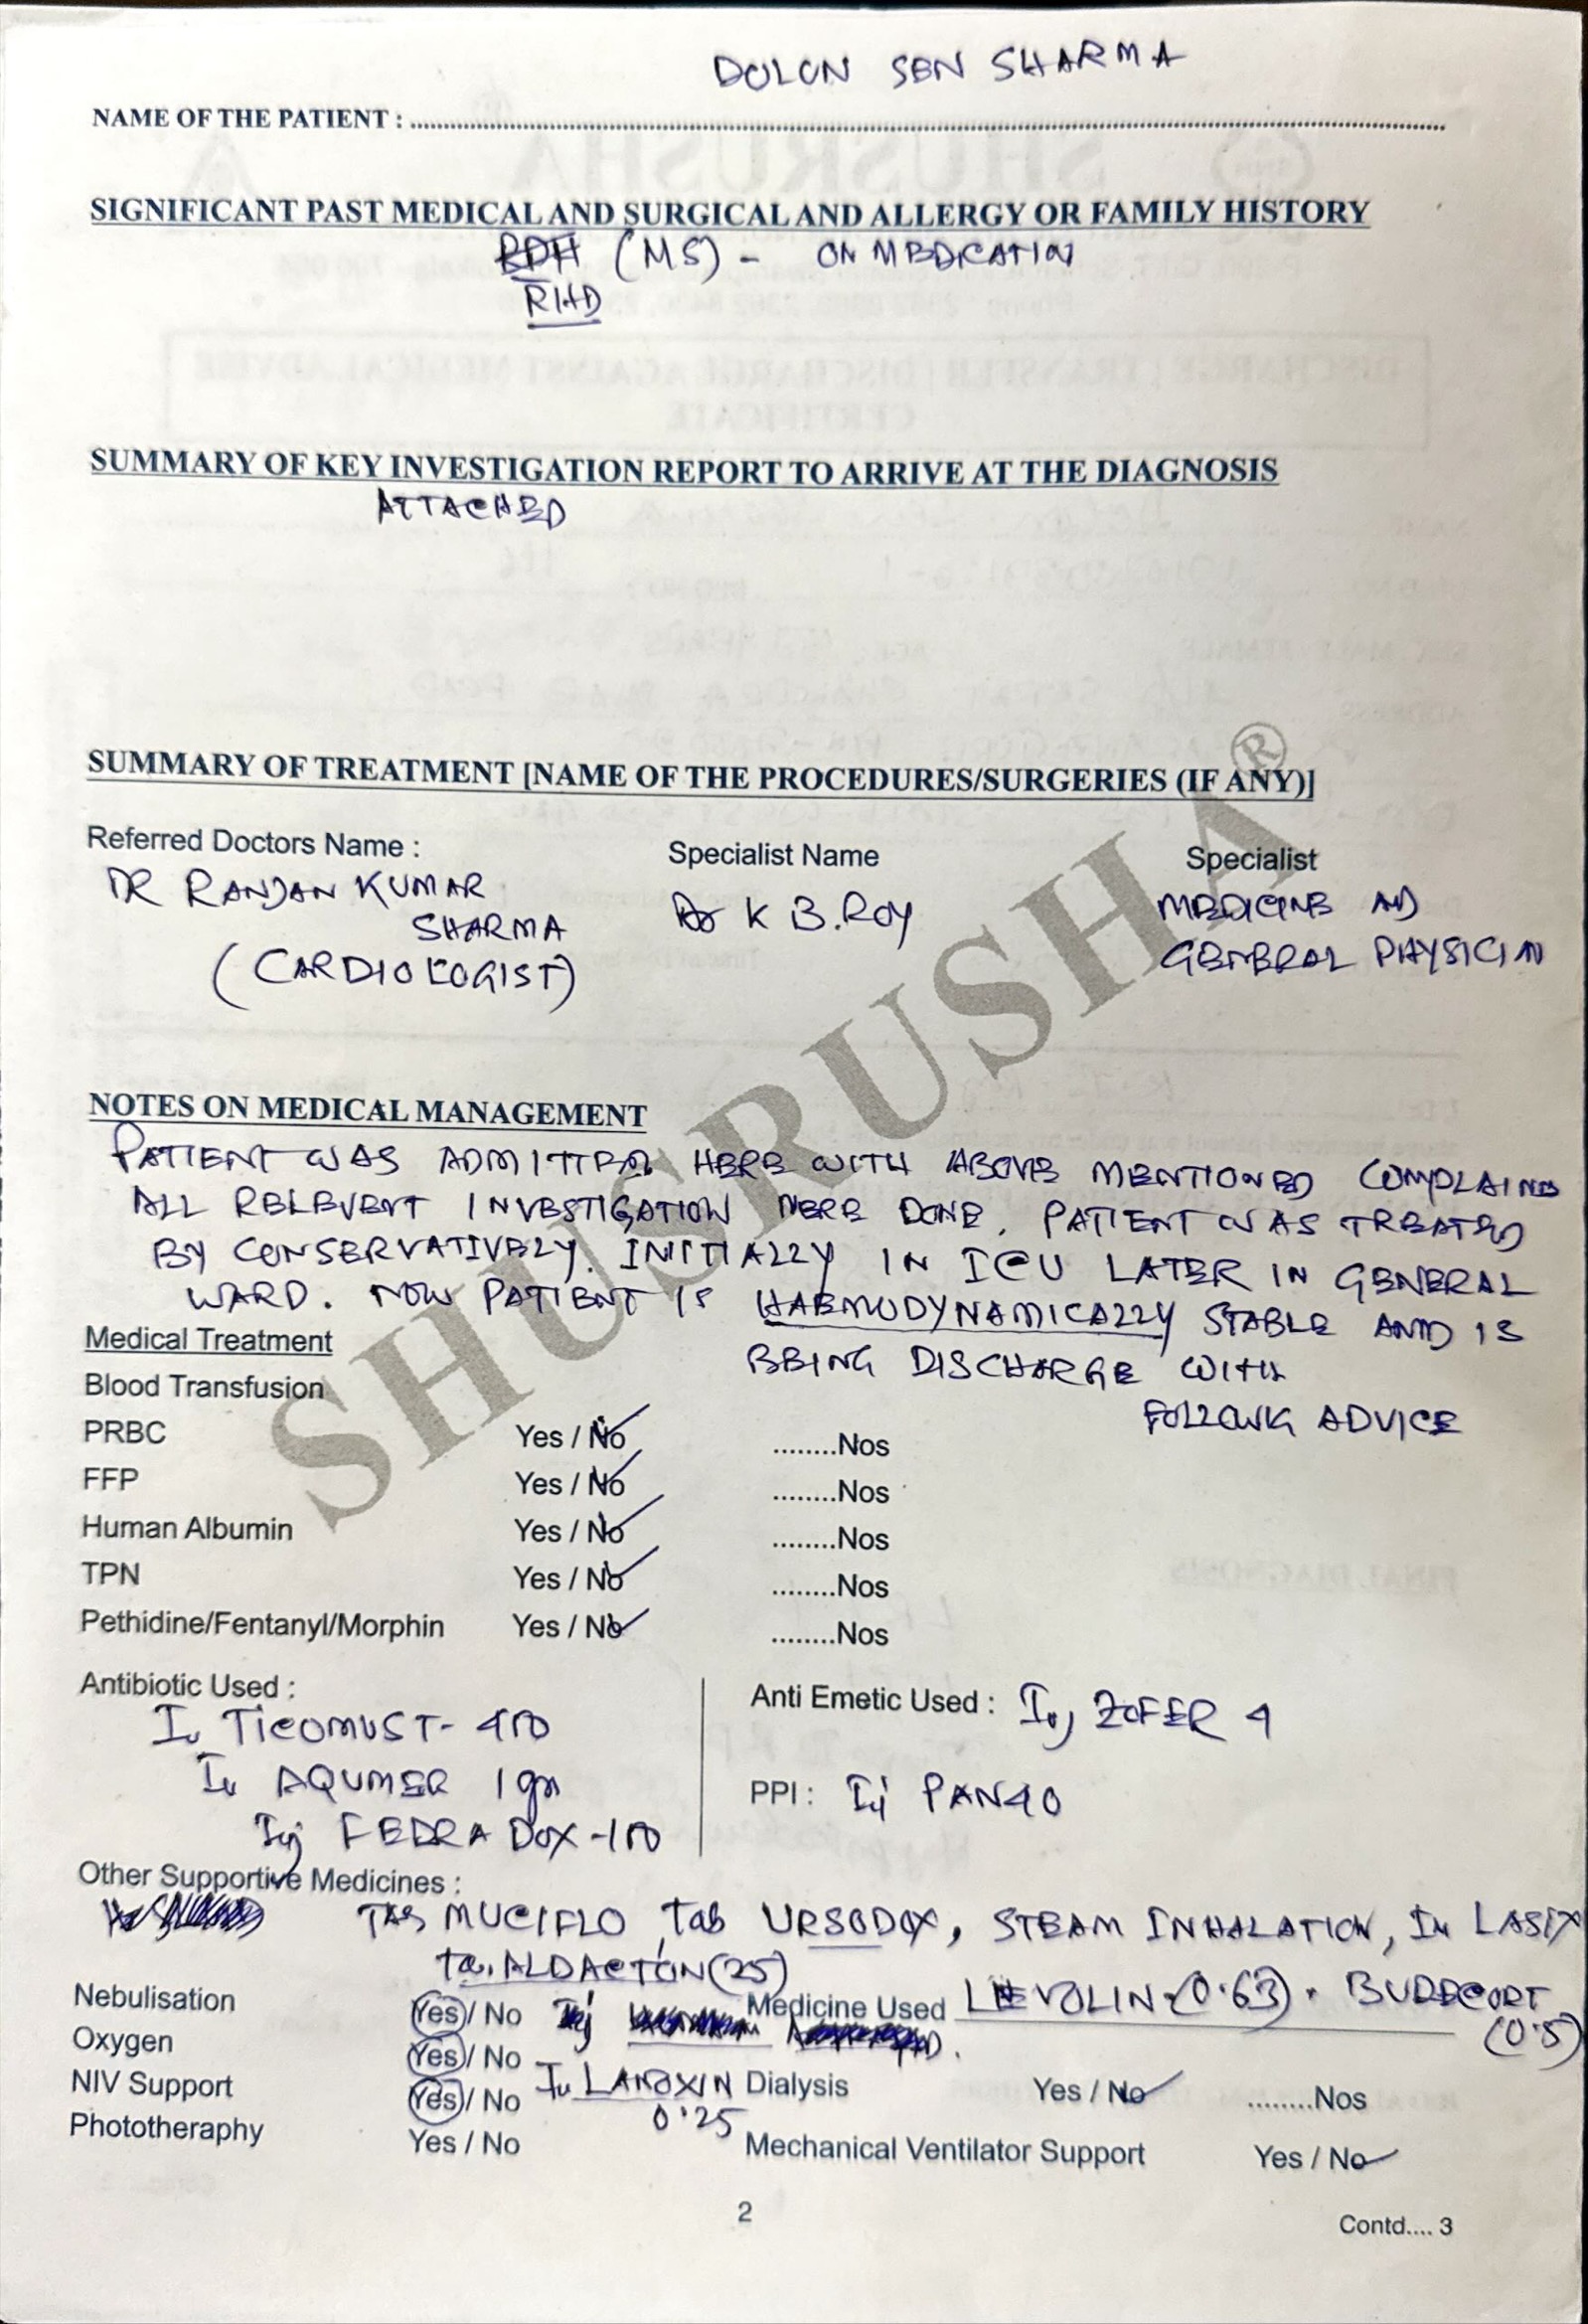 DOLON SEN SHARMA
NAME OF THE PATIENT :
SIGNIFICANT PAST MEDICAL AND SURGICAL AND ALLERGY OR FAMILY HISTORY
(MS) - ON MEDICATION
RHD
SUMMARY OF KEY INVESTIGATION REPORT TO ARRIVE AT THE DIAGNOSIS
ATTACHED
SUMMARY OF TREATMENT [NAME OF THE PROCEDURES/SURGERIES (IF ANY)]
Referred Doctors Name : Specialist Name Specialist
DR RANJAN KUMAR Dr K B. ROY MEDICINE AND
SHARMA GENERAL PHYSICIAN
(CARDIOLOGIST)
SHUSRUSHA®
NOTES ON MEDICAL MANAGEMENT
PATIENT WAS ADMITTED HERE WITH ABOVE MENTIONED COMPLAINS
ALL RELEVENT INVESTIGATION WERE DONE. PATIENT WAS TREATED
BY CONSERVATIVELY. INITIALLY IN ICU LATER IN GENERAL
WARD. NOW PATIENT IS HAEMODYNAMICALLY STABLE AND IS
Medical Treatment BEING DISCHARGE WITH
Blood Transfusion FOLLOWING ADVICE
PRBC Yes / No ........Nos
FFP Yes / No ........Nos
Human Albumin Yes / No ........Nos
TPN Yes / No ........Nos
Pethidine/Fentanyl/Morphin Yes / No ........Nos
Antibiotic Used : Anti Emetic Used : Inj ZOFER 4
Inj TICOMUST- 400
Inj AQUMER 1gm PPI : Inj PAN 40
Inj FEDRA DOX -100
Other Supportive Medicines :
TAB MUCIFLO, Tab URSODOX, STEAM INHALATION, Inj LASIX
Tab. ALDACTON (25)
Nebulisation Yes / No Medicine Used LEVOLIN (0.63) . BUDECORT
(0.5)
Oxygen Yes / No
NIV Support Yes / No Inj LANOXIN Dialysis Yes / No ........Nos
0.25
Phototheraphy Yes / No Mechanical Ventilator Support Yes / No
2
Contd.... 3